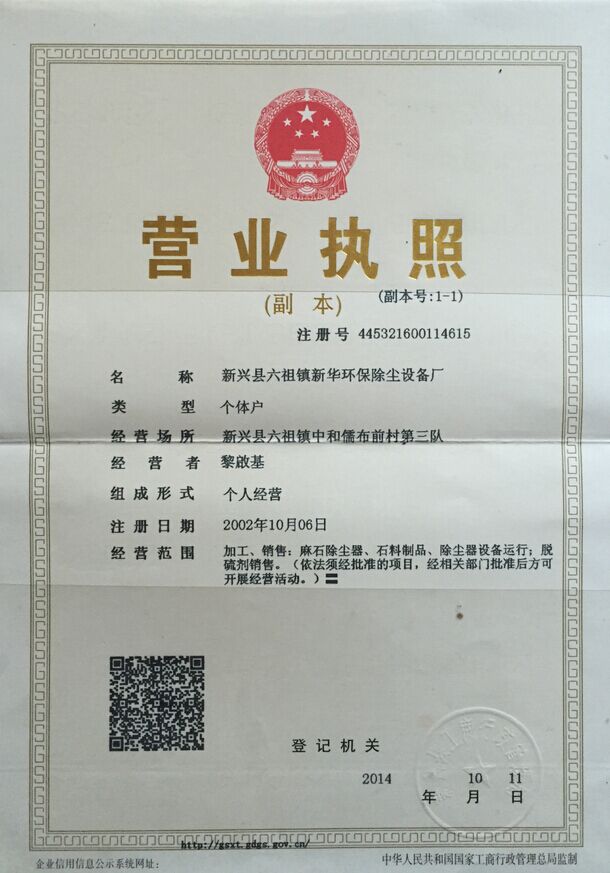 营业执照
(副 本)
(副本号:1-1)
注册号 445321600114615
名称 新兴县六祖镇新华环保除尘设备厂
类型 个体户
经营场所 新兴县六祖镇中和儒布前村第三队
经营者 黎啟基
组成形式 个人经营
注册日期 2002年10月06日
经营范围 加工、销售：麻石除尘器、石料制品、除尘器设备运行；脱
硫剂销售。（依法须经批准的项目，经相关部门批准后方可
开展经营活动。）〓
登记机关
2014 10 11
年 月 日
http://gsxt.gdgs.gov.cn/
企业信用信息公示系统网址：
中华人民共和国国家工商行政管理总局监制